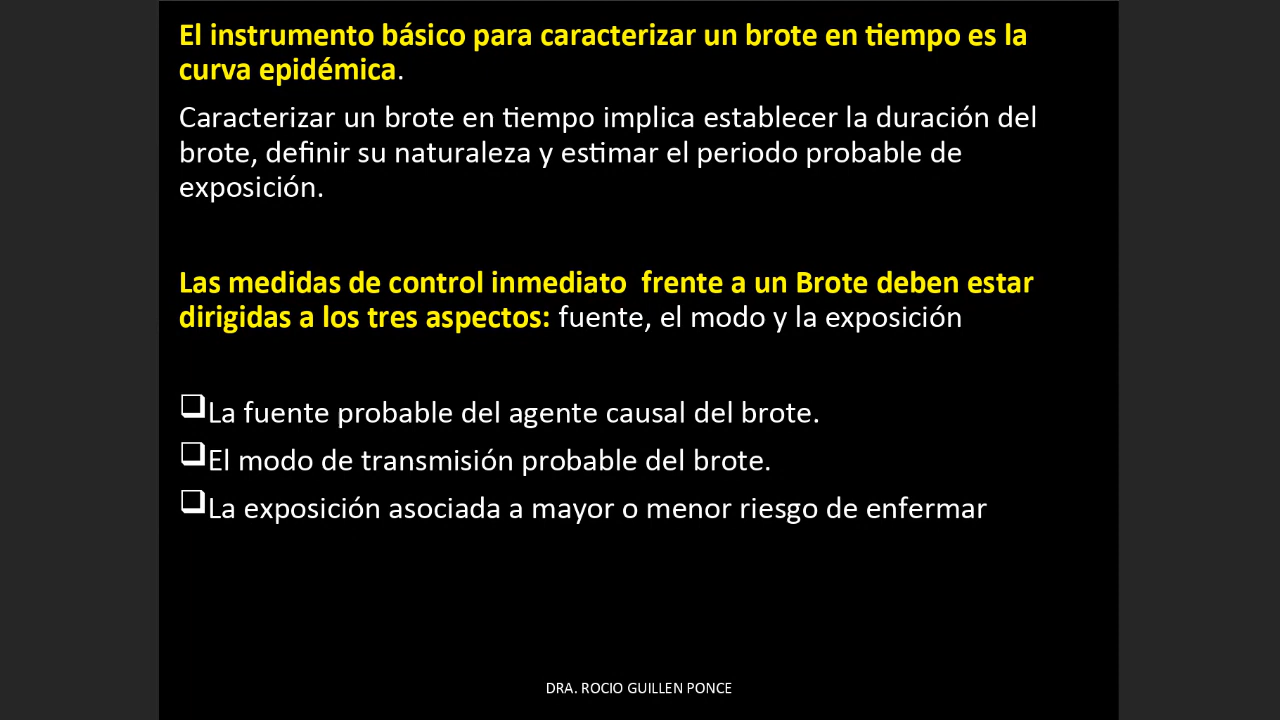 El instrumento básico para caracterizar un brote en tiempo es la
curva epidémica.
Caracterizar un brote en tiempo implica establecer la duración del
brote, definir su naturaleza y estimar el periodo probable de
exposición.
Las medidas de control inmediato  frente a un Brote deben estar
dirigidas a los tres aspectos: fuente, el modo y la exposición
❑La fuente probable del agente causal del brote.
❑El modo de transmisión probable del brote.
❑La exposición asociada a mayor o menor riesgo de enfermar
DRA. ROCIO GUILLEN PONCE